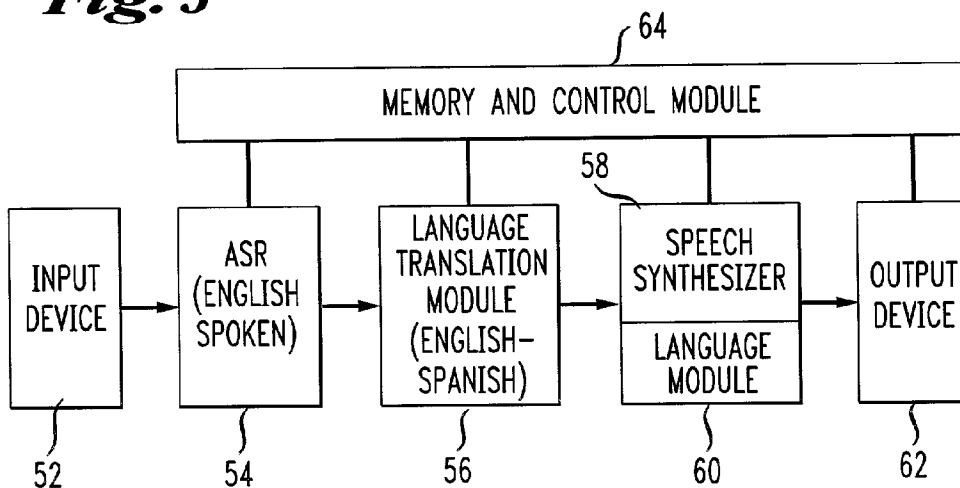 Fig. 5
64
MEMORY AND CONTROL MODULE
58
INPUT
DEVICE
ASR
(ENGLISH
SPOKEN)
LANGUAGE
TRANSLATION
MODULE
(ENGLISH-
SPANISH)
SPEECH
SYNTHESIZER
LANGUAGE
MODULE
OUTPUT
DEVICE
52
54
56
60
62